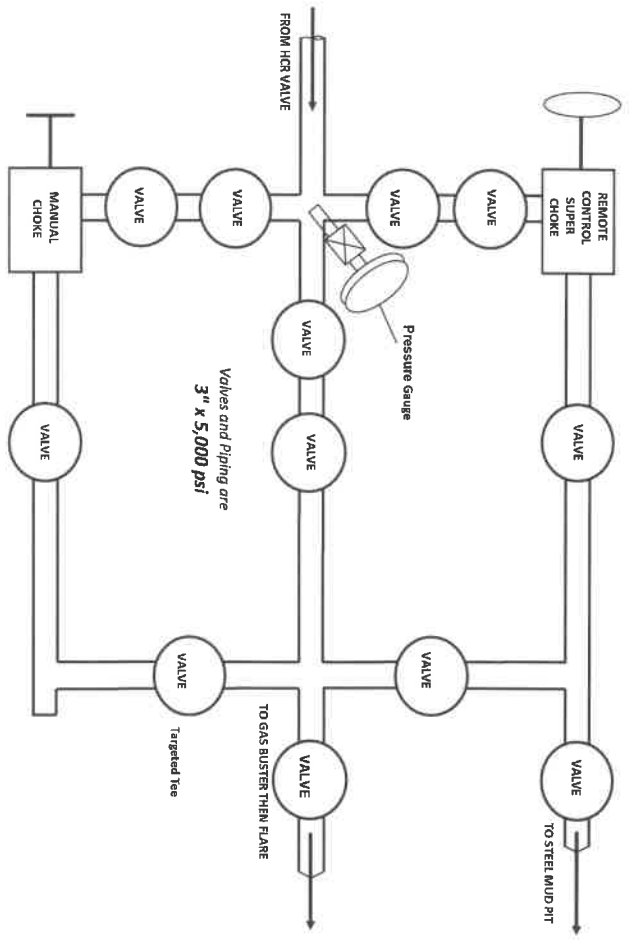 FROM HCR VALVE
REMOTE
CONTROL
SUPER
CHOKE
VALVE
VALVE
VALVE
VALVE
MANUAL
CHOKE
Pressure Gauge
VALVE
VALVE
VALVE
VALVE
Valves and Piping are
3" x 5,000 psi
VALVE
VALVE
Targeted Tee
TO GAS BUSTER THEN FLARE
VALVE
VALVE
TO STEEL MUD PIT